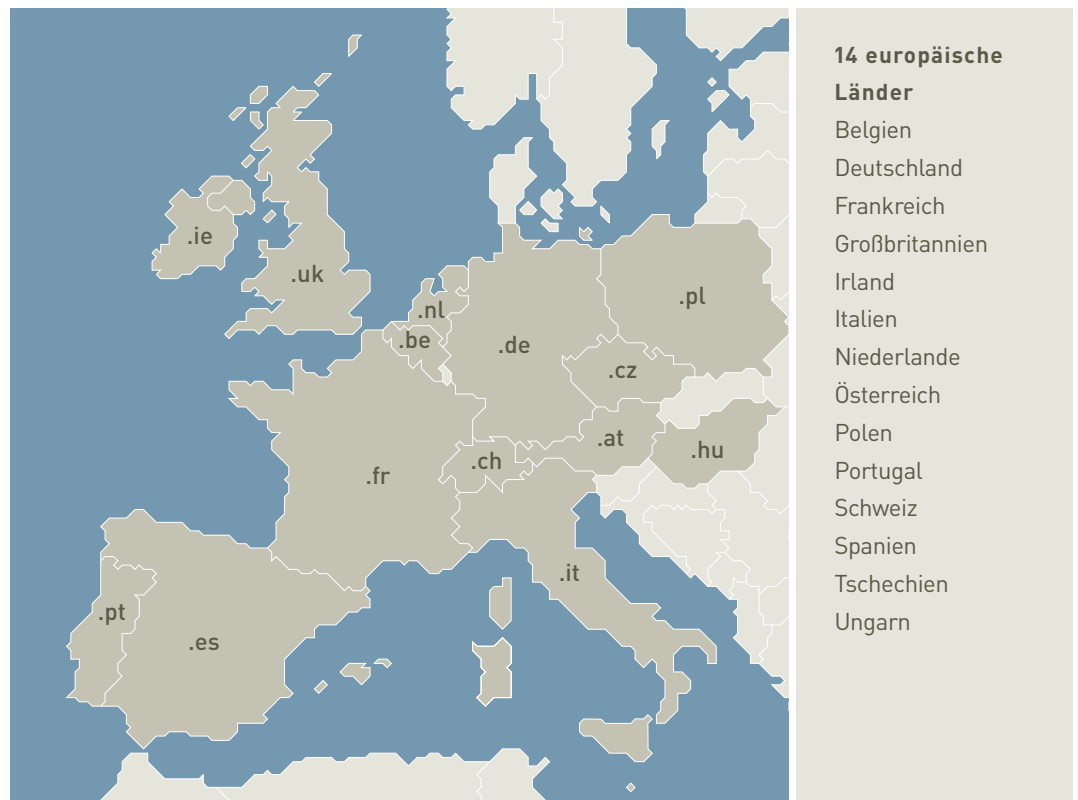 .ie
.uk
.nl
.be
.de
.pl
.cz
.at
.hu
.ch
.fr
.it
.pt
.es
14 europäische
Länder
Belgien
Deutschland
Frankreich
Großbritannien
Irland
Italien
Niederlande
Österreich
Polen
Portugal
Schweiz
Spanien
Tschechien
Ungarn